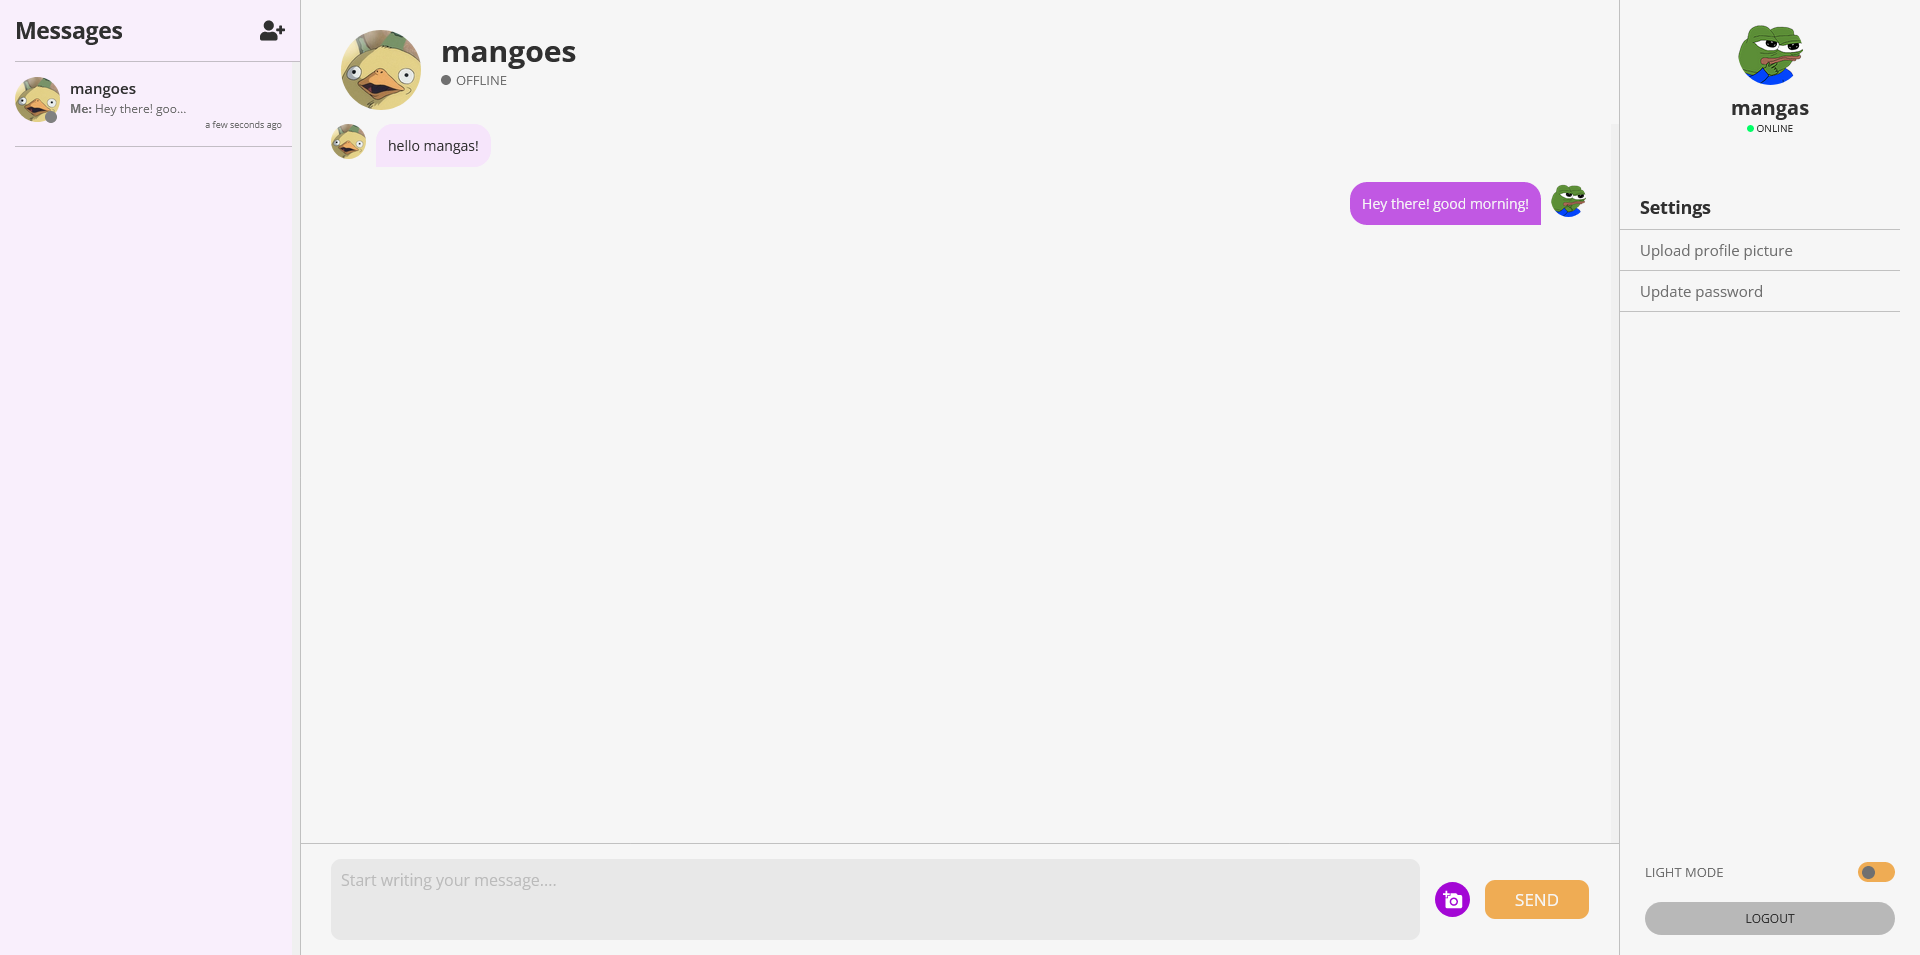 Messages
mangoes
Me: Hey there! goo...
a few seconds ago
mangoes
OFFLINE
hello mangas!
Hey there! good morning!
Start writing your message....
SEND
mangas
ONLINE
Settings
Upload profile picture
Update password
LIGHT MODE
LOGOUT